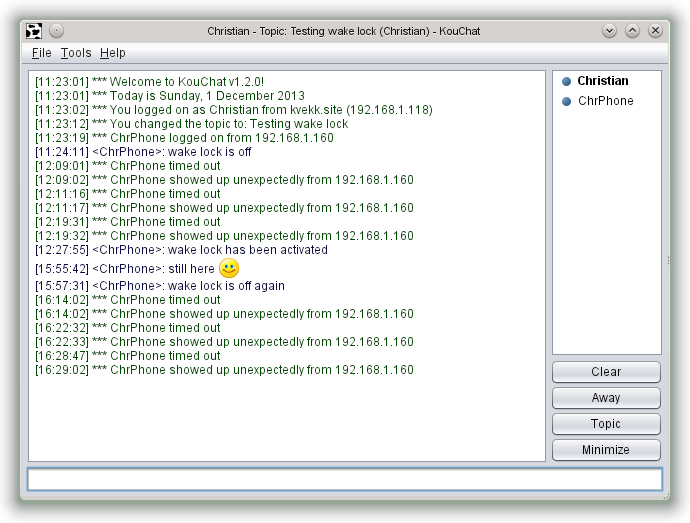 Christian - Topic: Testing wake lock (Christian) - KouChat
File Tools Help
[11:23:01] *** Welcome to KouChat v1.2.0!
[11:23:01] *** Today is Sunday, 1 December 2013
[11:23:02] *** You logged on as Christian from kvekk.site (192.168.1.118)
[11:23:12] *** You changed the topic to: Testing wake lock
[11:23:19] *** ChrPhone logged on from 192.168.1.160
[11:24:11] <ChrPhone>: wake lock is off
[12:09:01] *** ChrPhone timed out
[12:09:02] *** ChrPhone showed up unexpectedly from 192.168.1.160
[12:11:16] *** ChrPhone timed out
[12:11:17] *** ChrPhone showed up unexpectedly from 192.168.1.160
[12:19:31] *** ChrPhone timed out
[12:19:32] *** ChrPhone showed up unexpectedly from 192.168.1.160
[12:27:55] <ChrPhone>: wake lock has been activated
[15:55:42] <ChrPhone>: still here
[15:57:31] <ChrPhone>: wake lock is off again
[16:14:02] *** ChrPhone timed out
[16:14:02] *** ChrPhone showed up unexpectedly from 192.168.1.160
[16:22:32] *** ChrPhone timed out
[16:22:33] *** ChrPhone showed up unexpectedly from 192.168.1.160
[16:28:47] *** ChrPhone timed out
[16:29:02] *** ChrPhone showed up unexpectedly from 192.168.1.160
Christian
ChrPhone
Clear
Away
Topic
Minimize